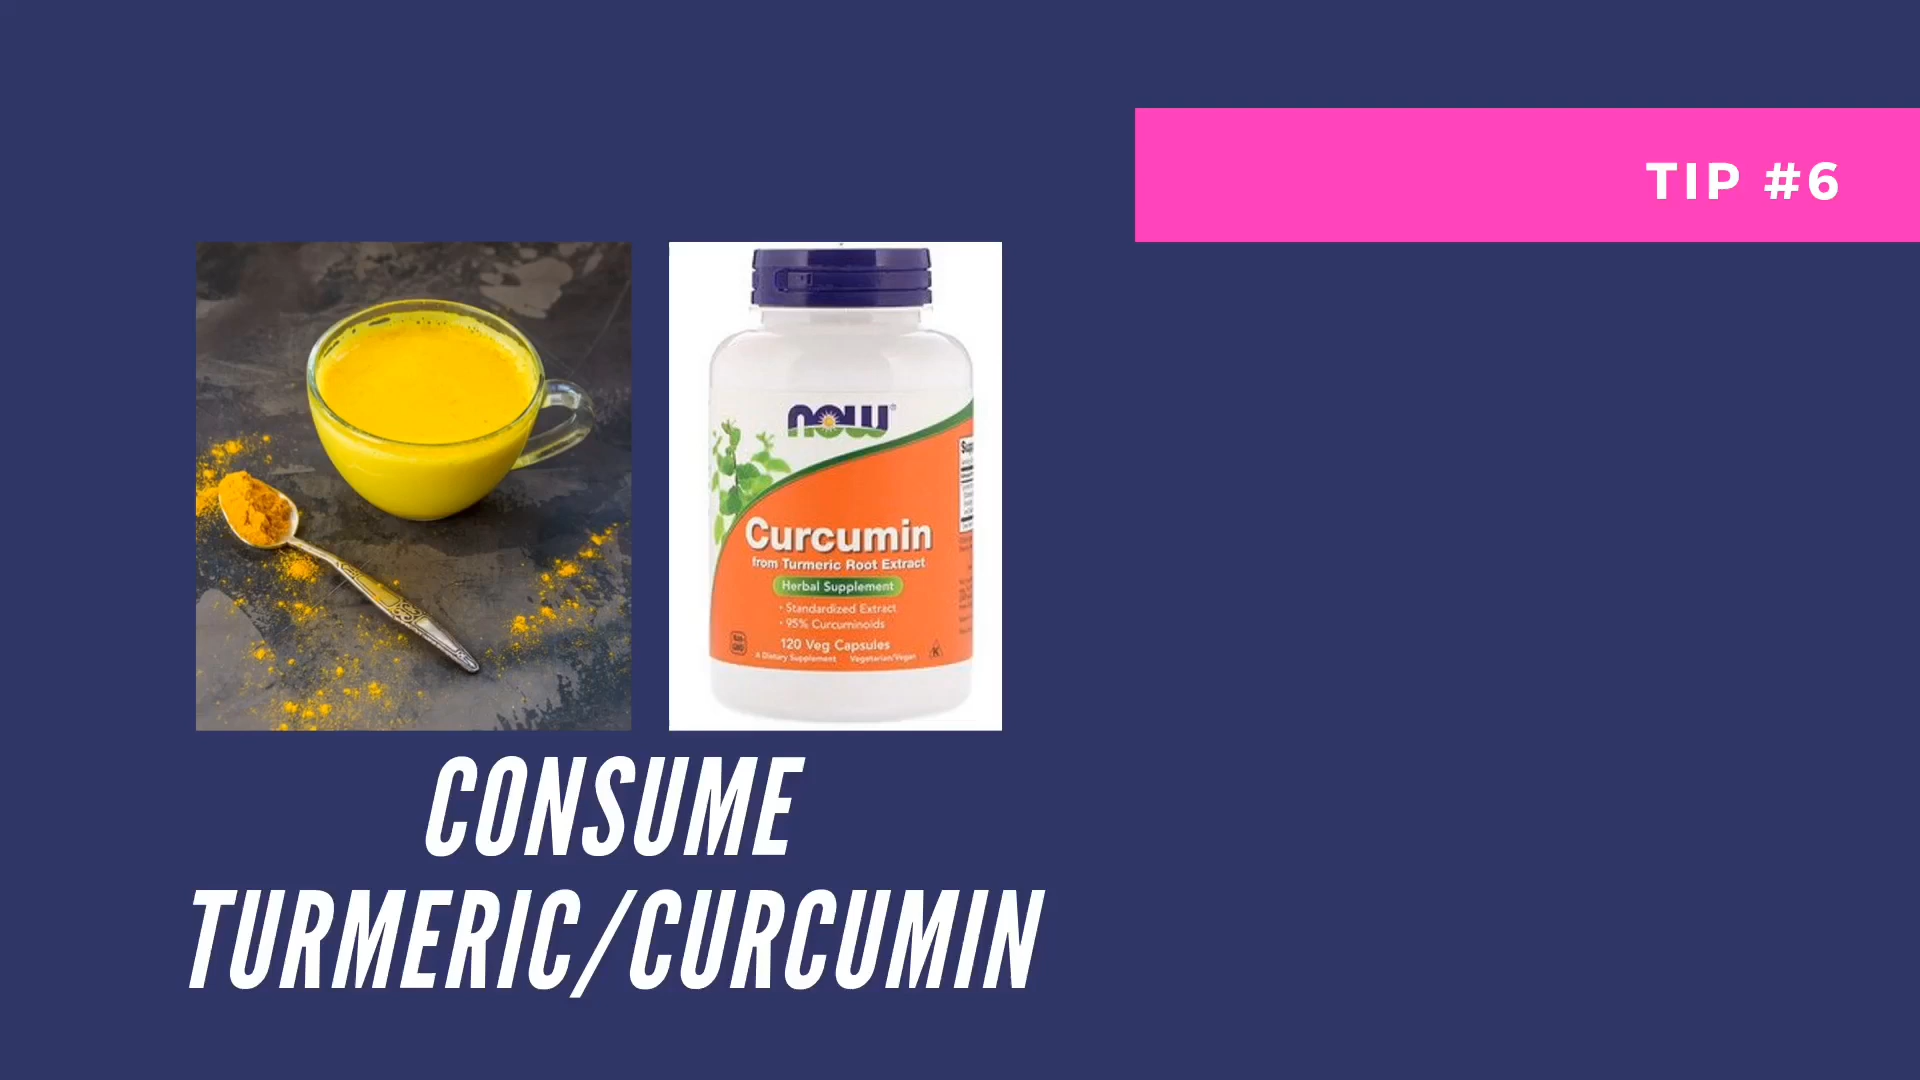 TIP #6
now
Curcumin
from Turmeric Root Extract
Herbal Supplement
• Standardized Extract
• 95% Curcuminoids
120 Veg Capsules
A Dietary Supplement Vegetarian/Vegan
CONSUME
TURMERIC/CURCUMIN